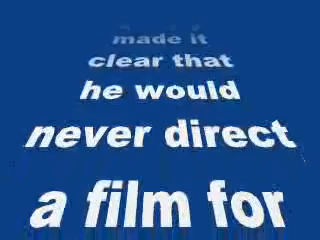 made it
clear that
he would
never direct
a film for